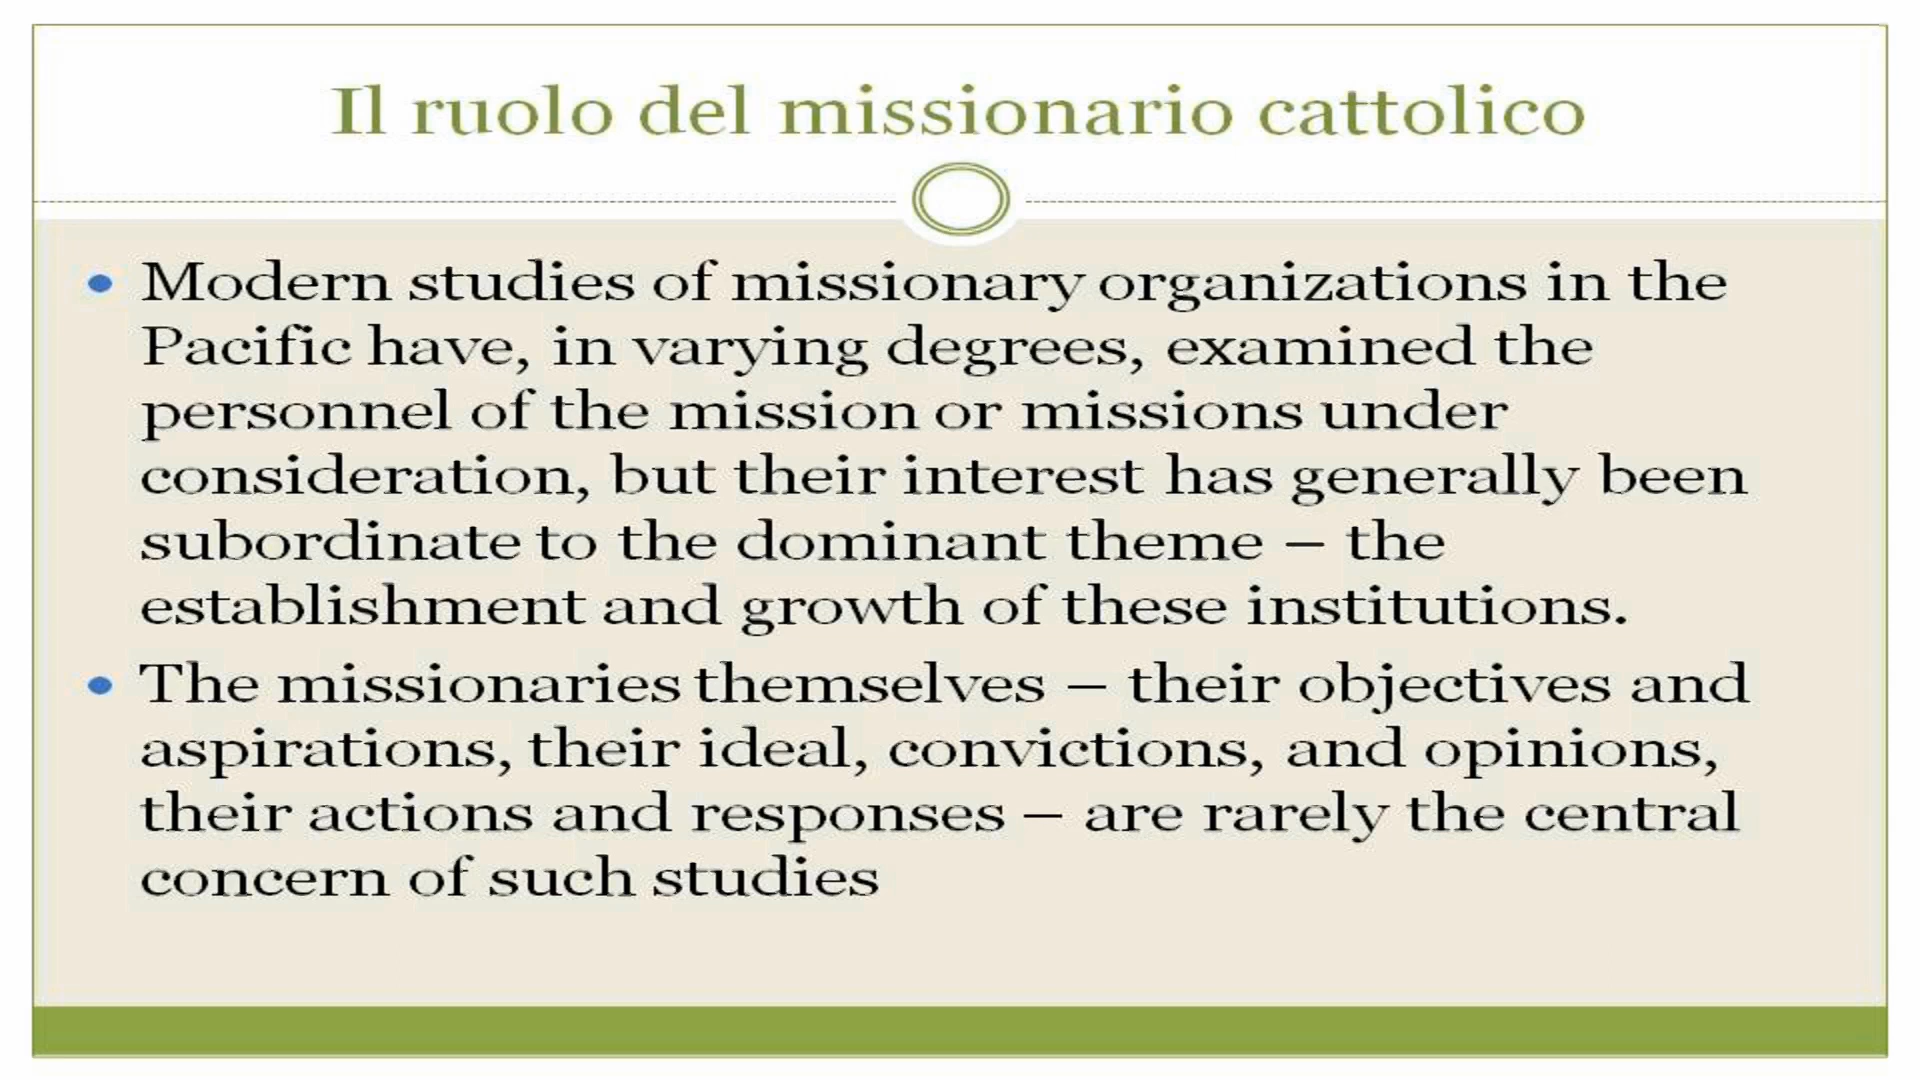 Il ruolo del missionario cattolico
• Modern studies of missionary organizations in the
Pacific have, in varying degrees, examined the
personnel of the mission or missions under
consideration, but their interest has generally been
subordinate to the dominant theme – the
establishment and growth of these institutions.
• The missionaries themselves – their objectives and
aspirations, their ideal, convictions, and opinions,
their actions and responses – are rarely the central
concern of such studies